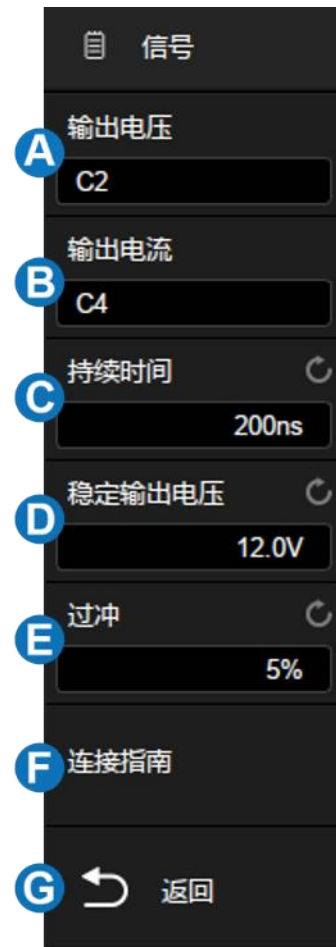 信号
A
输出电压
C2
B
输出电流
C4
C
持续时间
200ns
D
稳定输出电压
12.0V
E
过冲
5%
F
连接指南
G
返回